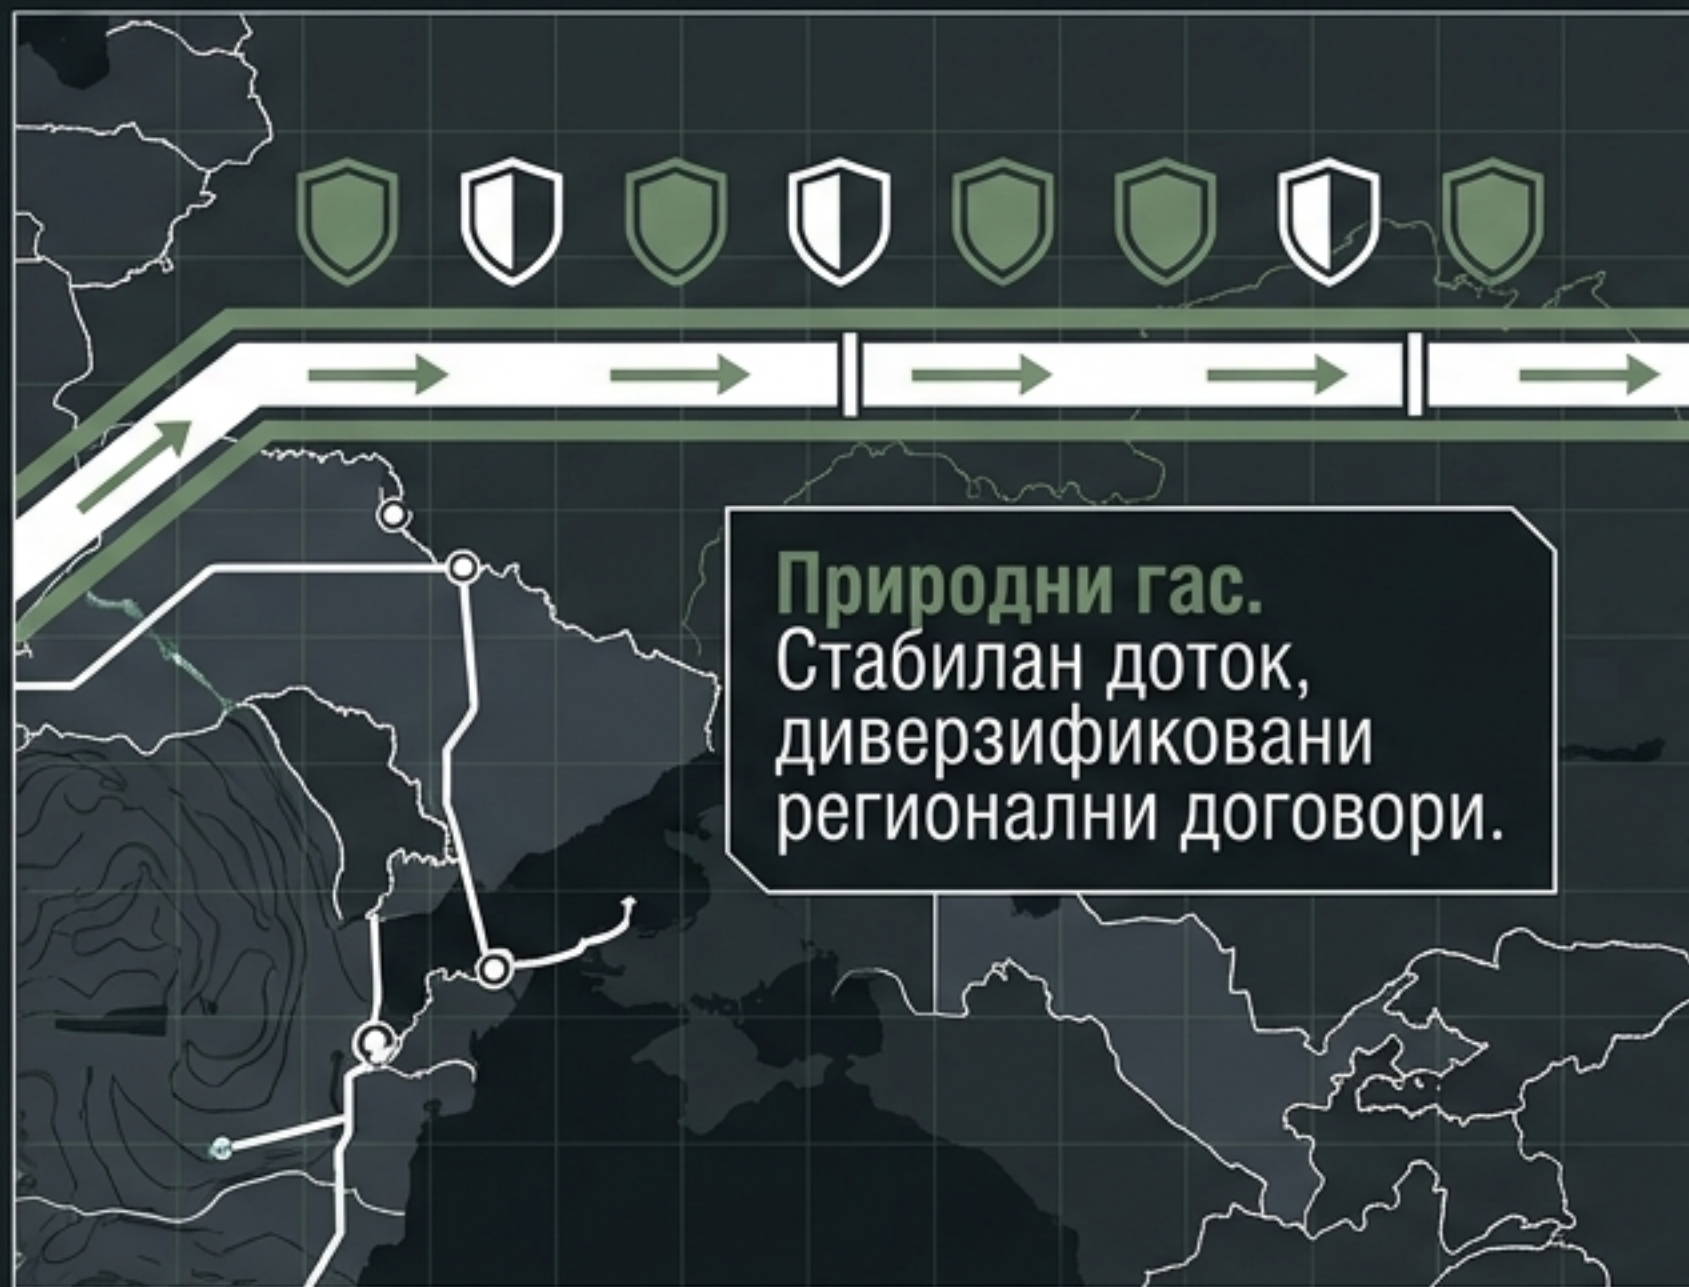 Природни гас.
Стабилан доток,
диверзификовани
регионални договори.